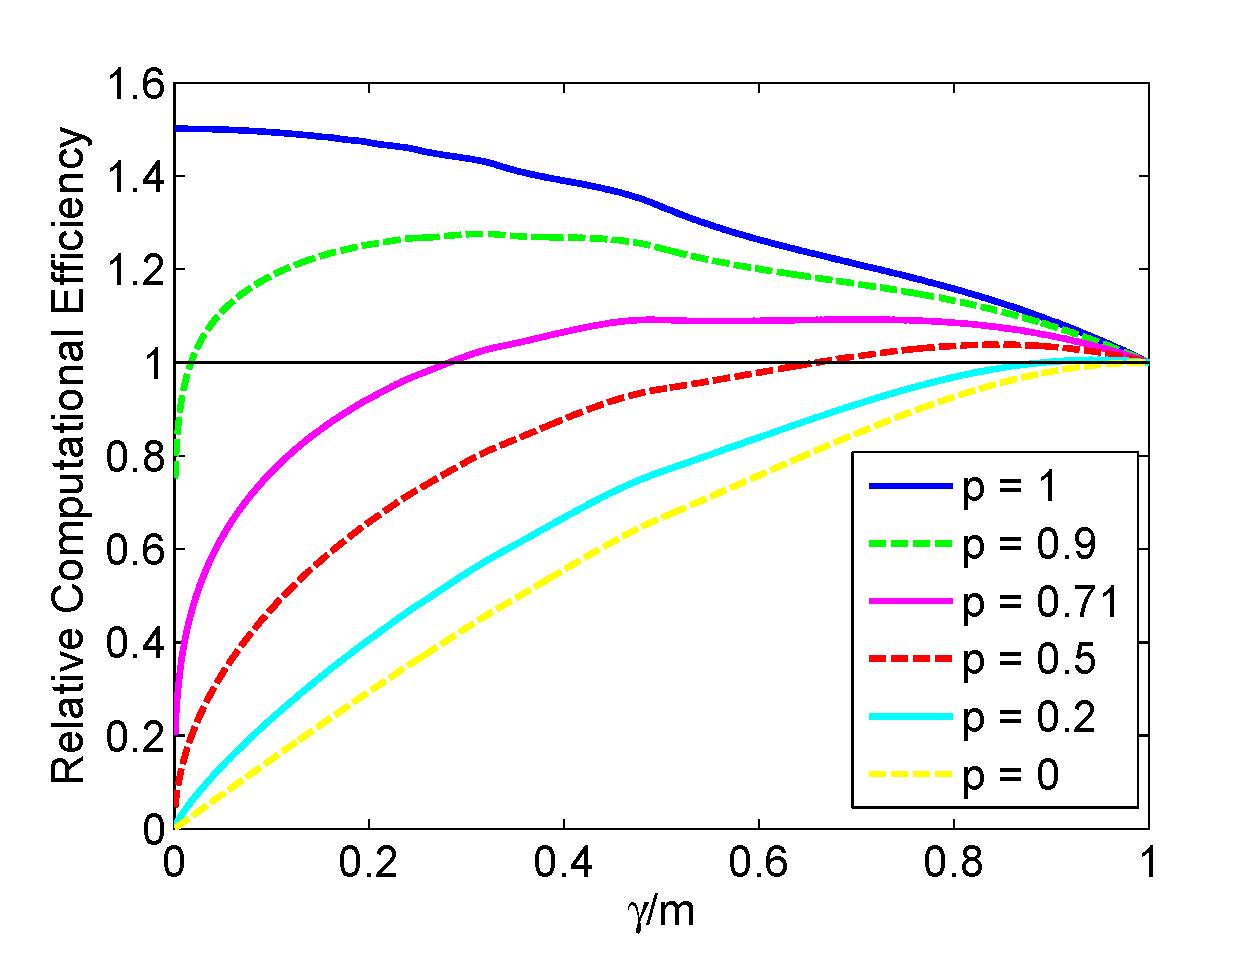 1.6
1.4
1.2
1
0.8
0.6
0.4
0.2
0
Relative Computational Efficiency
p = 1
p = 0.9
p = 0.71
p = 0.5
p = 0.2
p = 0
0 0.2 0.4 0.6 0.8 1
γ/m